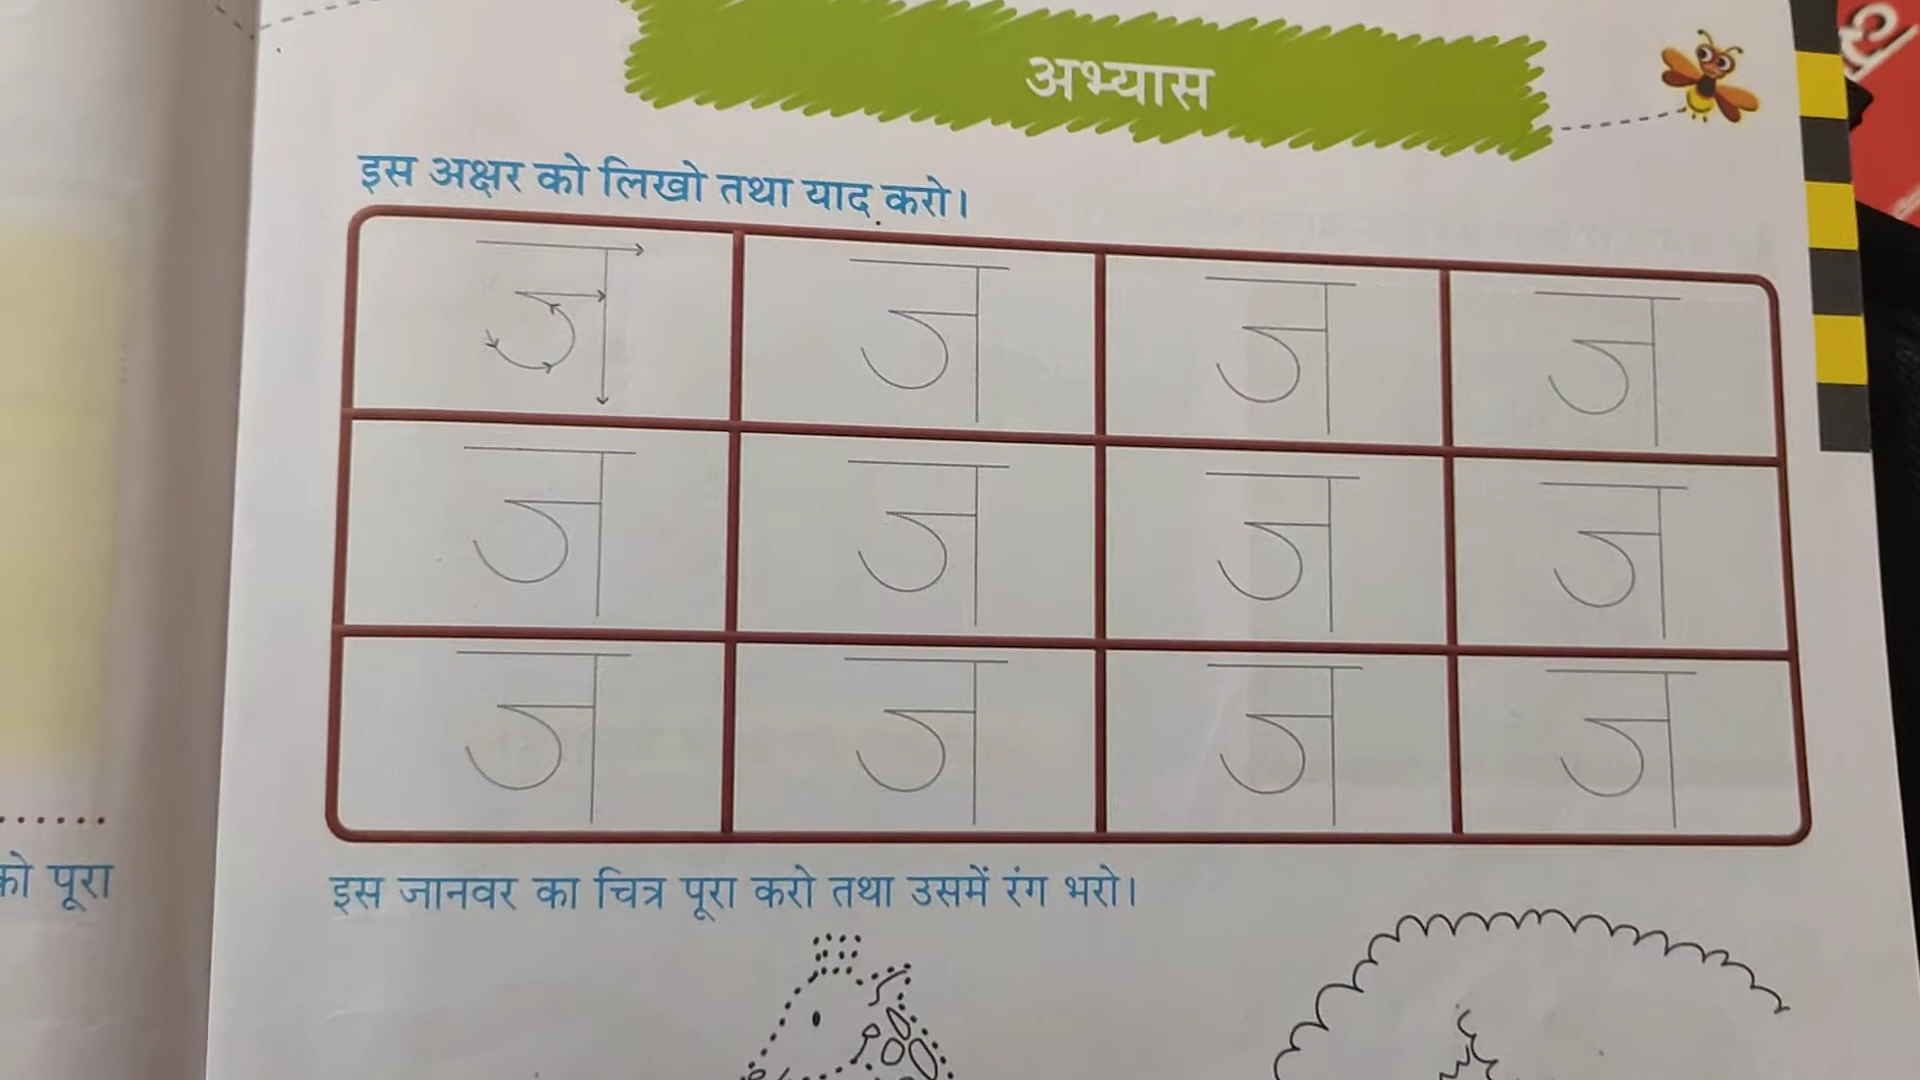 अभ्यास
इस अक्षर को लिखो तथा याद करो।
ज ज ज ज
ज ज ज ज
ज ज ज ज
को पूरा
इस जानवर का चित्र पूरा करो तथा उसमें रंग भरो।